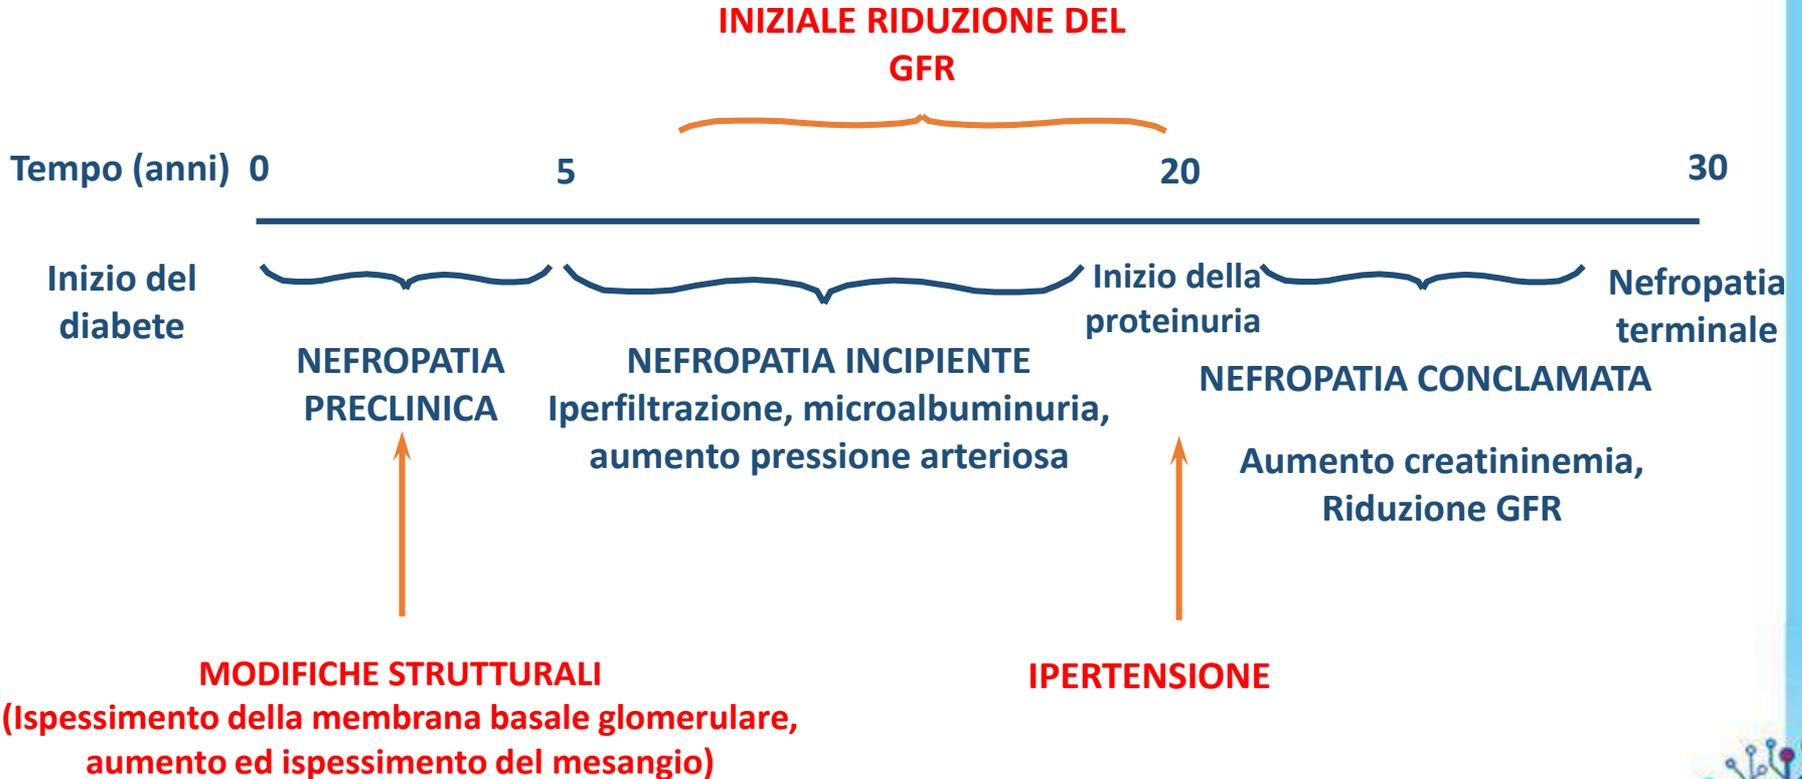 INIZIALE RIDUZIONE DEL
GFR
Tempo (anni) 0 5 20 30
Inizio del
diabete
NEFROPATIA
PRECLINICA
NEFROPATIA INCIPIENTE
Iperfiltrazione, microalbuminuria,
aumento pressione arteriosa
Inizio della
proteinuria
NEFROPATIA CONCLAMATA
Aumento creatininemia,
Riduzione GFR
Nefropatia
terminale
MODIFICHE STRUTTURALI
(Ispessimento della membrana basale glomerulare,
aumento ed ispessimento del mesangio)
IPERTENSIONE